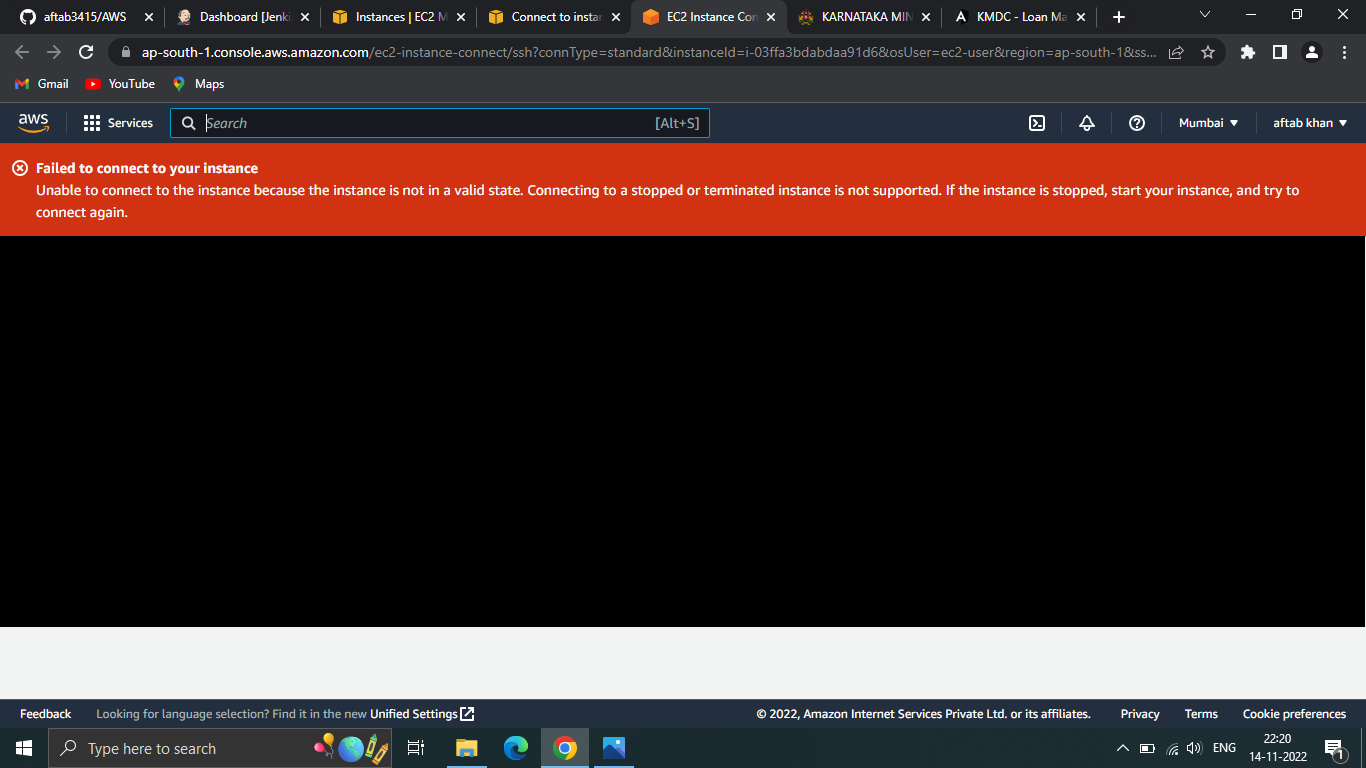 aftab3415/AWS
Dashboard [Jenki
Instances | EC2 M
Connect to instan
EC2 Instance Con
KARNATAKA MIN
KMDC - Loan Ma
ap-south-1.console.aws.amazon.com/ec2-instance-connect/ssh?connType=standard&instanceId=i-03ffa3bdabdaa91d6&osUser=ec2-user&region=ap-south-1&ss...
Gmail
YouTube
Maps
aws
Services
Search
[Alt+S]
Mumbai
aftab khan
Failed to connect to your instance
Unable to connect to the instance because the instance is not in a valid state. Connecting to a stopped or terminated instance is not supported. If the instance is stopped, start your instance, and try to
connect again.
Feedback
Looking for language selection? Find it in the new Unified Settings
© 2022, Amazon Internet Services Private Ltd. or its affiliates.
Privacy
Terms
Cookie preferences
Type here to search
ENG
22:20
14-11-2022
1